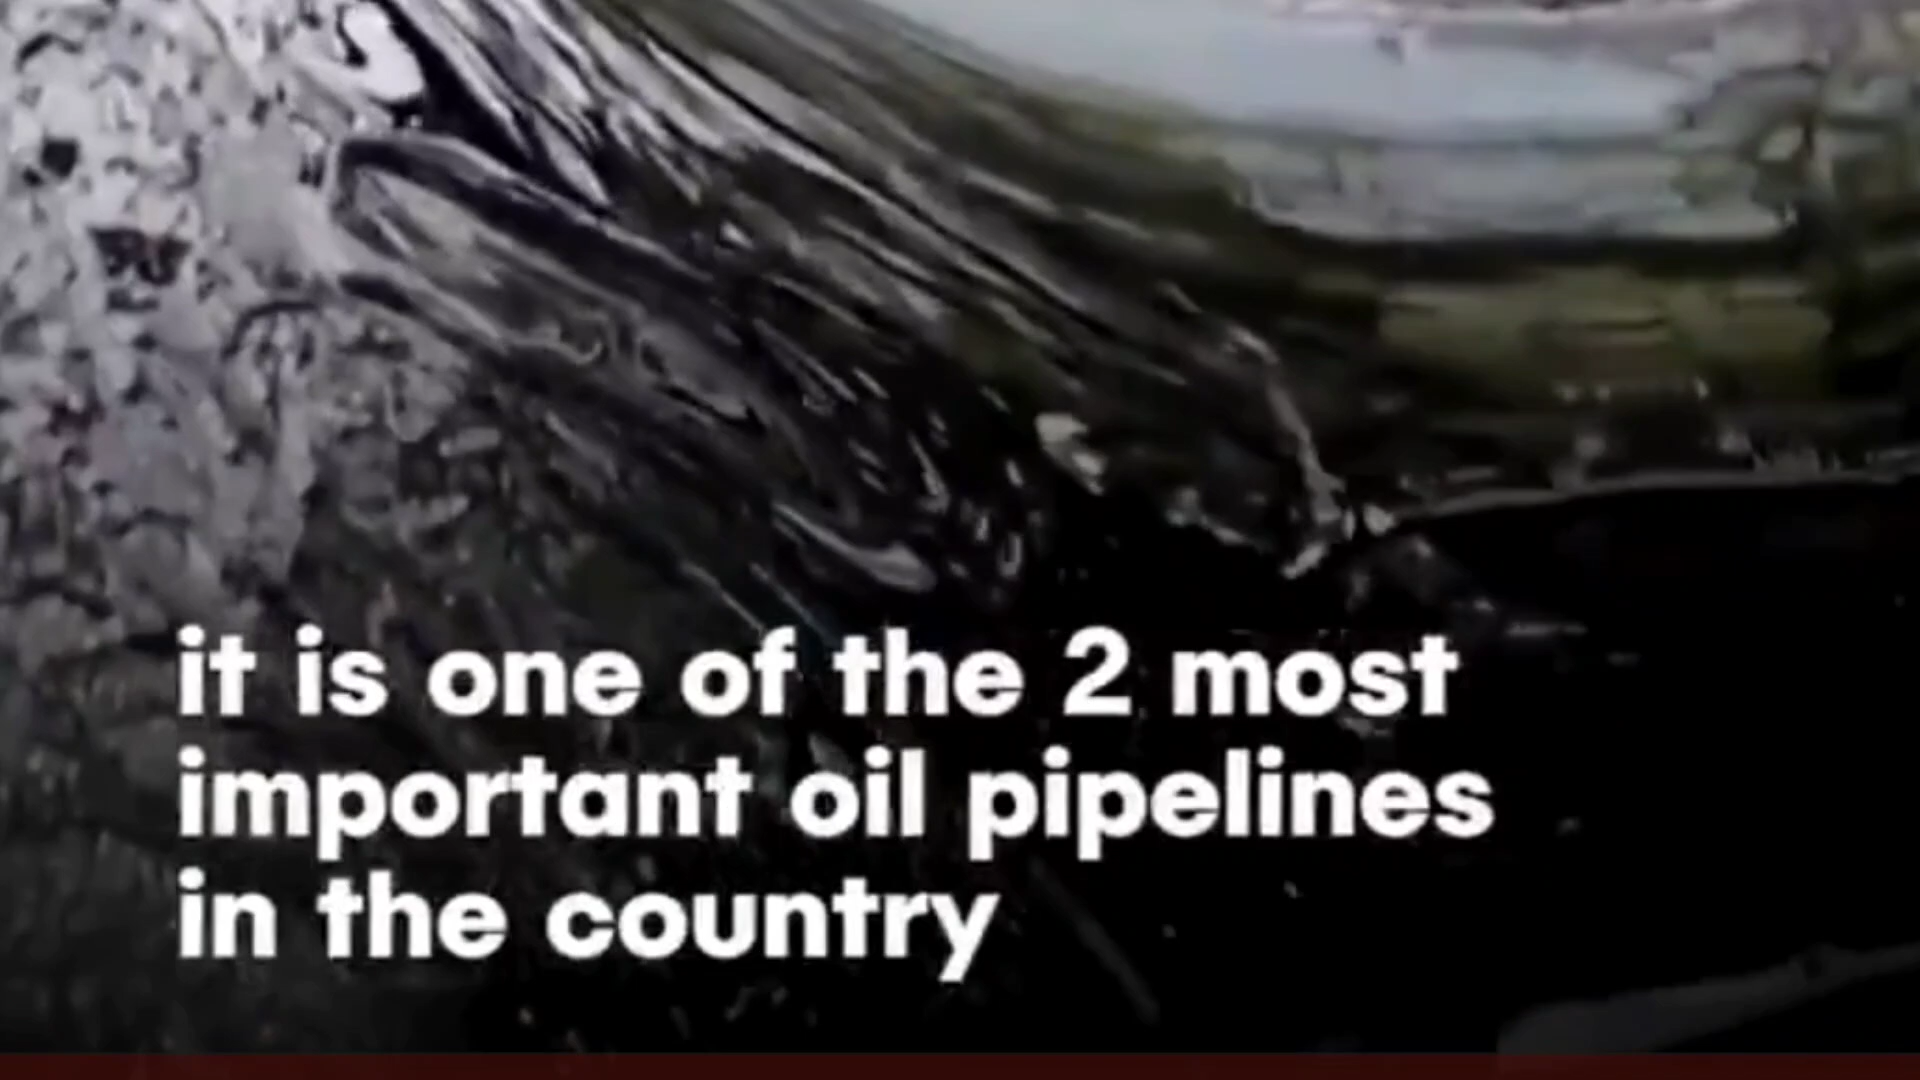 it is one of the 2 most
important oil pipelines
in the country